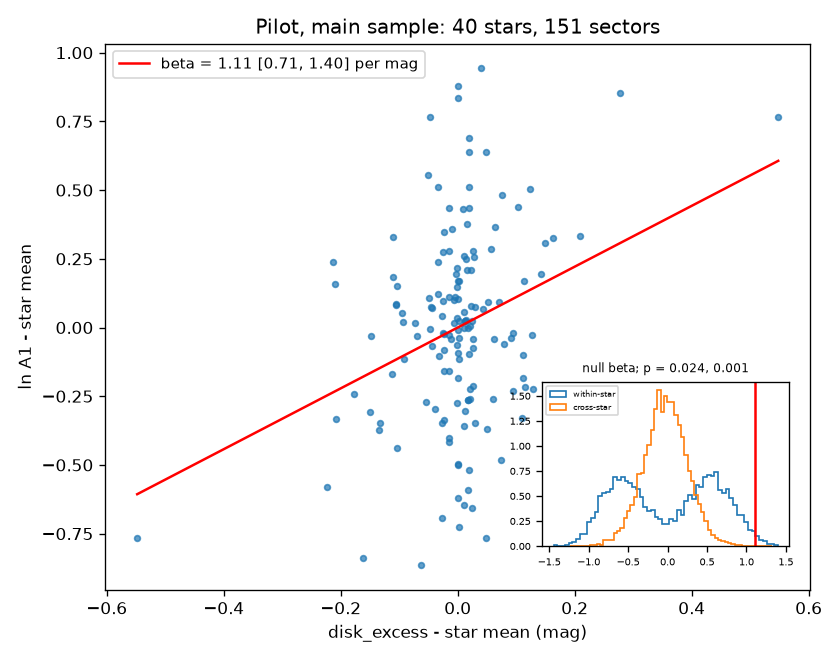 Pilot, main sample: 40 stars, 151 sectors
beta = 1.11 [0.71, 1.40] per mag
ln A1 - star mean
1.00
0.75
0.50
0.25
0.00
−0.25
−0.50
−0.75
null beta; p = 0.024, 0.001
within-star
cross-star
1.50
1.25
1.00
0.75
0.50
0.25
0.00
−1.5 −1.0 −0.5 0.0 0.5 1.0 1.5
−0.6 −0.4 −0.2 0.0 0.2 0.4 0.6
disk_excess - star mean (mag)